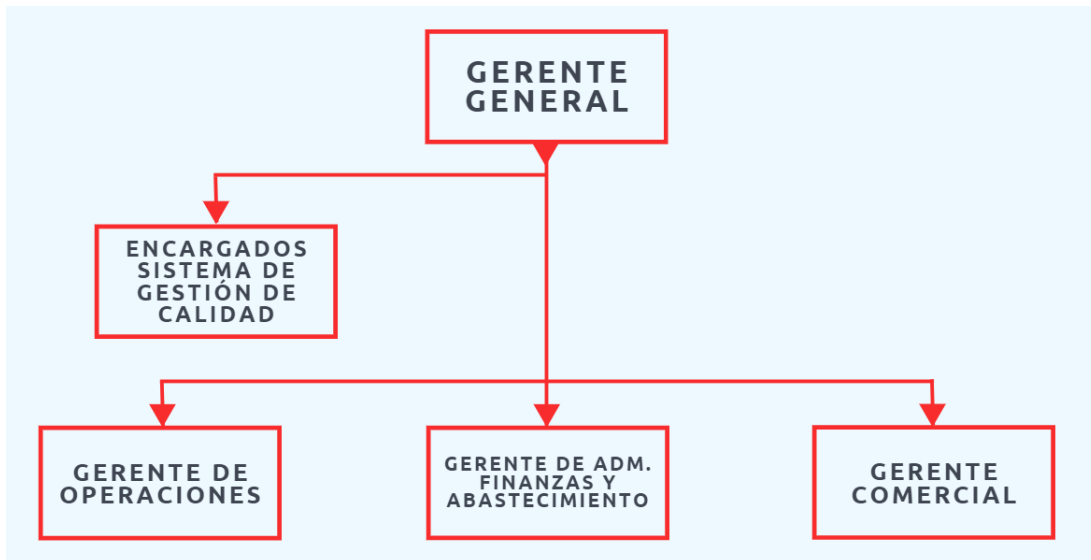 GERENTE
GENERAL
ENCARGADOS
SISTEMA DE
GESTIÓN DE
CALIDAD
GERENTE DE
OPERACIONES
GERENTE DE ADM.
FINANZAS Y
ABASTECIMIENTO
GERENTE
COMERCIAL